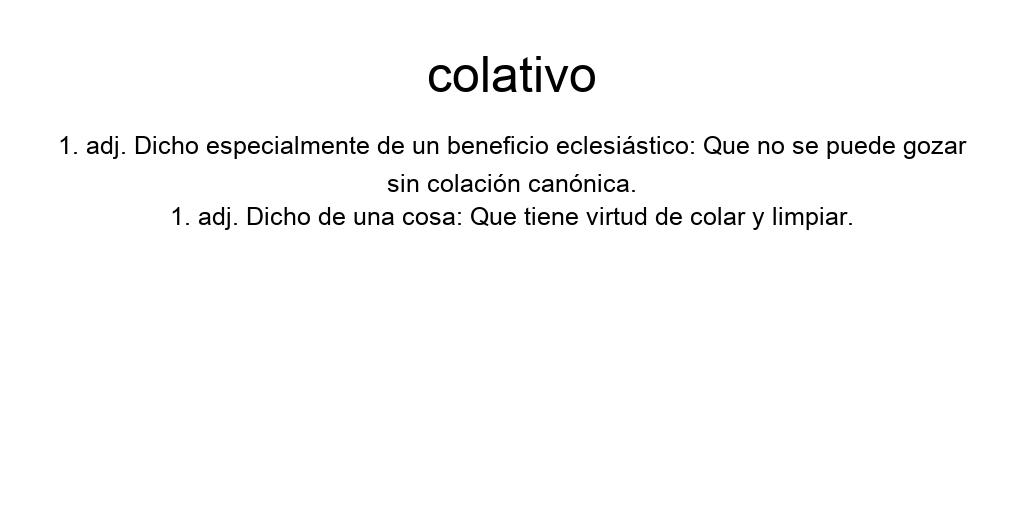 colativo
1. adj. Dicho especialmente de un beneficio eclesiástico: Que no se puede gozar
sin colación canónica.
1. adj. Dicho de una cosa: Que tiene virtud de colar y limpiar.